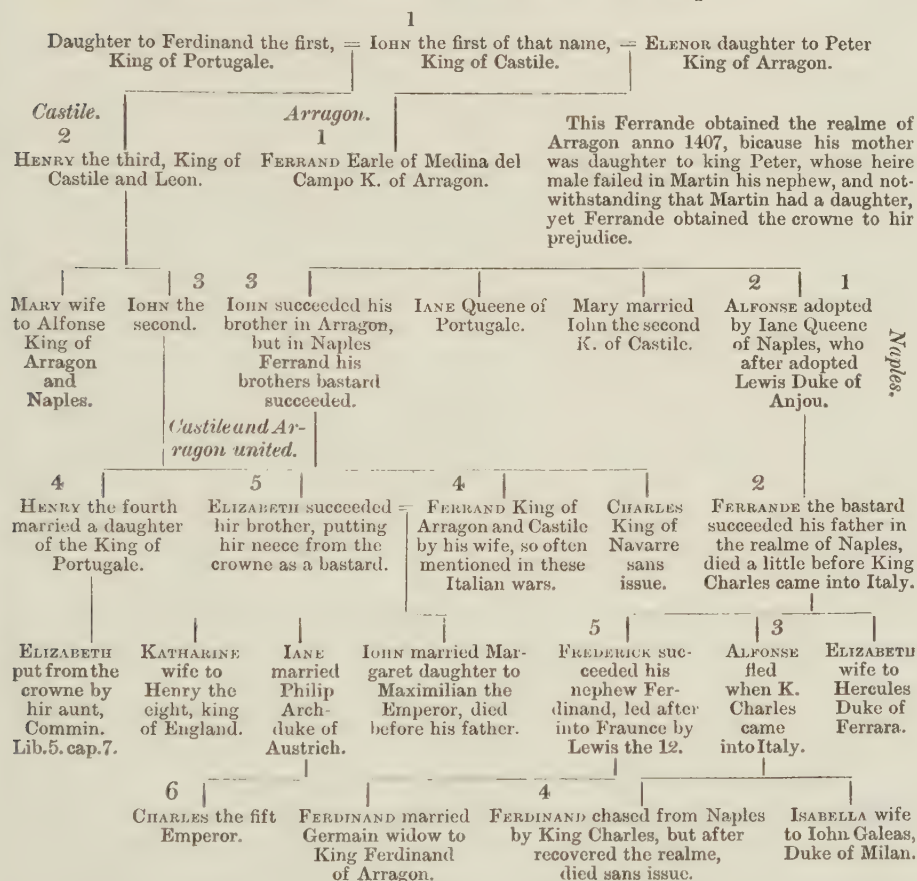 1
Daughter to Ferdinand the first, = IOHN the first of that name, = ELENOR daughter to Peter
King of Portugale. King of Castile. King of Arragon.
Castile. Arragon.
2 1
HENRY the third, King of
Castile and Leon.
FERRAND Earle of Medina del
Campo K. of Arragon.
This Ferrande obtained the realme of
Arragon anno 1407, bicause his mother
was daughter to king Peter, whose heire
male failed in Martin his nephew, and not-
withstanding that Martin had a daughter,
yet Ferrande obtained the crowne to hir
prejudice.
MARY wife
to Alfonse
King of
Arragon
and
Naples.
3
IOHN the
second.
3
IOHN succeeded his
brother in Arragon,
but in Naples
Ferrand his
brothers bastard
succeeded.
IANE Queene of
Portugale.
Mary married
Iohn the second
K. of Castile.
2 1
ALFONSE adopted
by Iane Queene
of Naples, who
after adopted
Lewis Duke of
Anjou.
Naples.
Castile and Ar-
ragon united.
4
HENRY the fourth
married a daughter
of the King of
Portugale.
5
ELIZABETH succeeded =
hir brother, putting
hir neece from the
crowne as a bastard.
4
FERRAND King of
Arragon and Castile
by his wife, so often
mentioned in these
Italian wars.
CHARLES
King of
Navarre
sans
issue.
2
FERRANDE the bastard
succeeded his father in
the realme of Naples,
died a little before King
Charles came into Italy.
ELIZABETH
put from the
crowne by
hir aunt,
Commin.
Lib. 5. cap. 7.
KATHARINE
wife to
Henry the
eight, king
of England.
IANE
married
Philip
Arch-
duke of
Austrich.
IOHN married Mar-
garet daughter to
Maximilian the
Emperor, died
before his father.
5
FREDERICK suc-
ceeded his
nephew Fer-
dinand, led after
into Fraunce by
Lewis the 12.
3
ALFONSE
fled
when K.
Charles
came
into Italy.
ELIZABETH
wife to
Hercules
Duke of
Ferrara.
6
CHARLES the fift
Emperor.
FERDINAND married
Germain widow to
King Ferdinand
of Arragon.
4
FERDINAND chased from Naples
by King Charles, but after
recovered the realme,
died sans issue.
ISABELLA wife
to Iohn Galeas,
Duke of Milan.